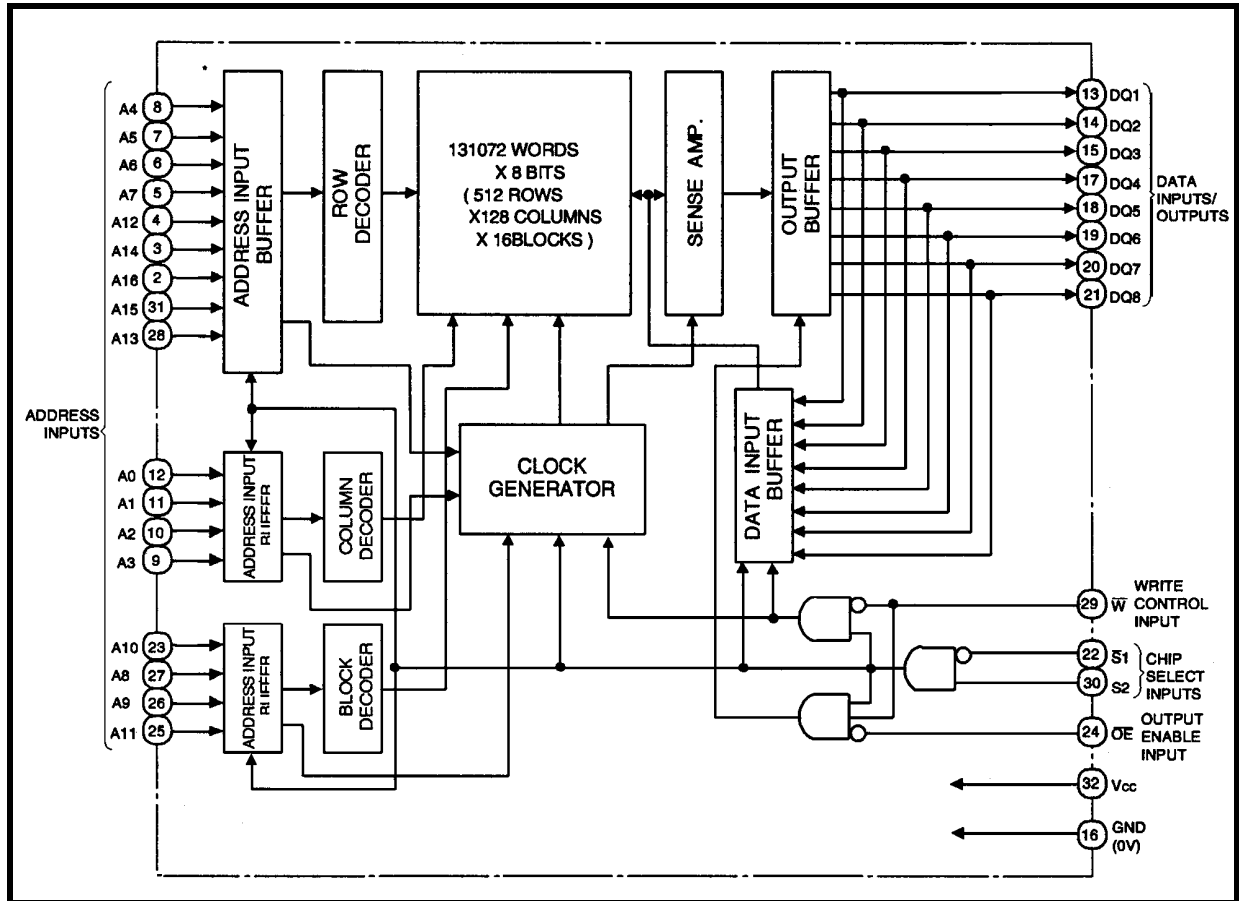 A4 8
A5 7
A6 6
A7 5
A12 4
A14 3
A16 2
A15 31
A13 28
ADDRESS
INPUTS
A0 12
A1 11
A2 10
A3 9
A10 23
A8 27
A9 26
A11 25
ADDRESS INPUT
BUFFER
ROW
DECODER
131072 WORDS
X 8 BITS
( 512 ROWS
X128 COLUMNS
X 16BLOCKS )
SENSE AMP.
OUTPUT
BUFFER
13 DQ1
14 DQ2
15 DQ3
17 DQ4
18 DQ5
19 DQ6
20 DQ7
21 DQ8
DATA
INPUTS/
OUTPUTS
ADDRESS INPUT
COLUMN
DECODER
CLOCK
GENERATOR
DATA INPUT
BUFFER
ADDRESS INPUT
BLOCK
DECODER
29 W̅ WRITE
CONTROL
INPUT
22 S̅1
30 S2
CHIP
SELECT
INPUTS
24 O̅E̅ OUTPUT
ENABLE
INPUT
32 Vcc
16 GND
(0V)